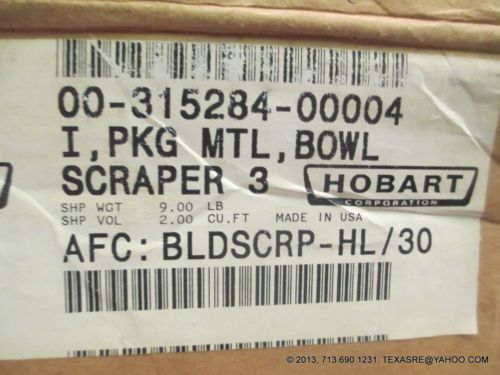 00-315284-00004
I,PKG MTL,BOWL
SCRAPER 3 HOBART
CORPORATION
SHP WGT 9.00 LB
SHP VOL 2.00 CU.FT MADE IN USA
AFC: BLDSCRP-HL/30
© 2013, 713 690 1231, TEXASRE@YAHOO.COM